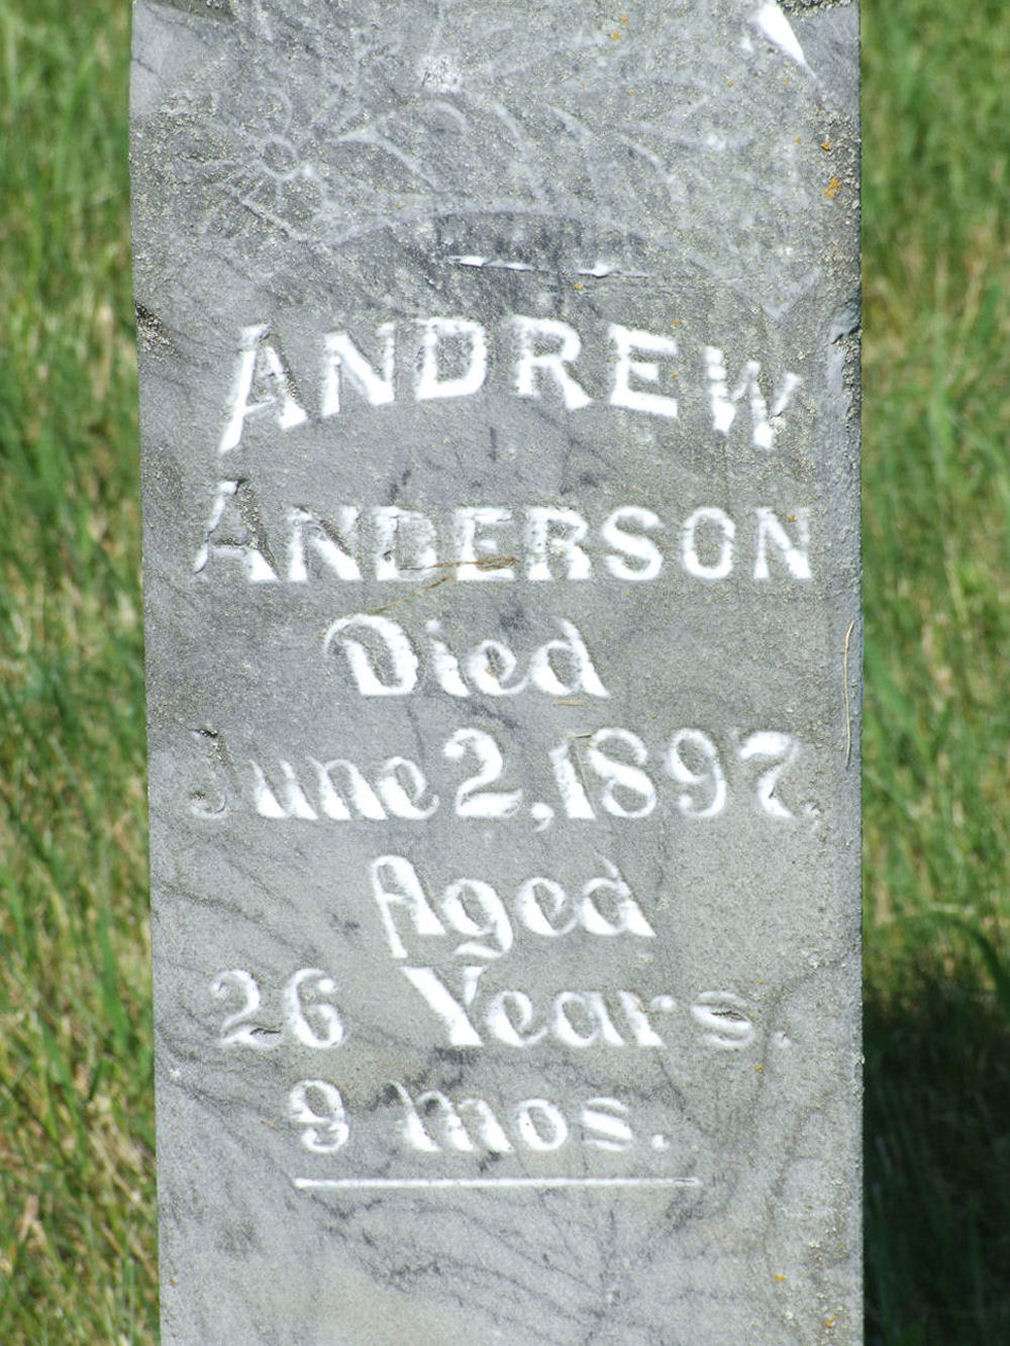 ANDREW
ANDERSON
Died
June 2, 1897.
Aged
26 Years.
9 mos.